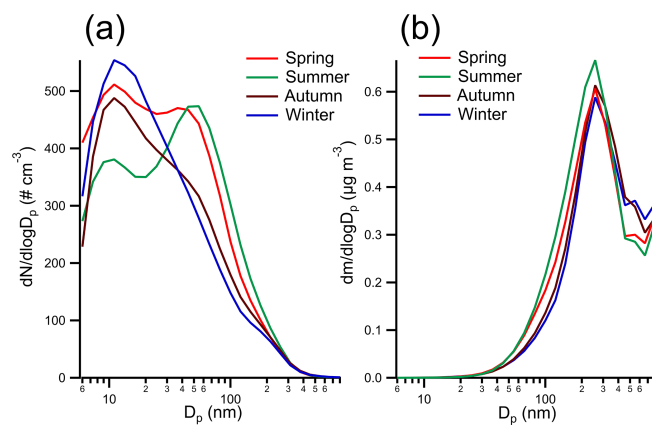 (a)
(b)
Spring
Summer
Autumn
Winter
Spring
Summer
Autumn
Winter
500
400
300
200
100
0
dN/dlogDp (# cm-3)
6
10
2
3
4
5
6
100
2
3
4
5
6
Dp (nm)
0.6
0.5
0.4
0.3
0.2
0.1
0.0
dm/dlogDp (µg m-3)
6
10
2
3
4
5
6
100
2
3
4
5
6
Dp (nm)